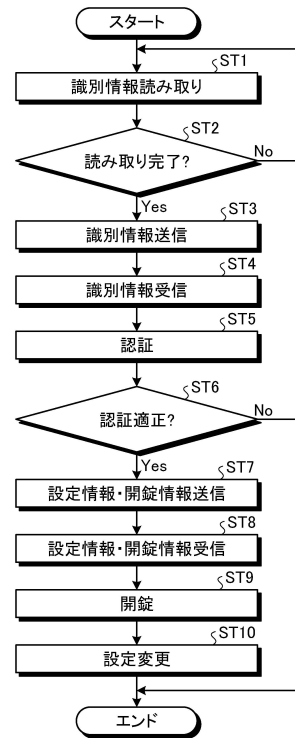 スタート
ST1
識別情報読み取り
ST2
読み取り完了?
No
Yes
ST3
識別情報送信
ST4
識別情報受信
ST5
認証
ST6
認証適正?
No
Yes
ST7
設定情報・開錠情報送信
ST8
設定情報・開錠情報受信
ST9
開錠
ST10
設定変更
エンド